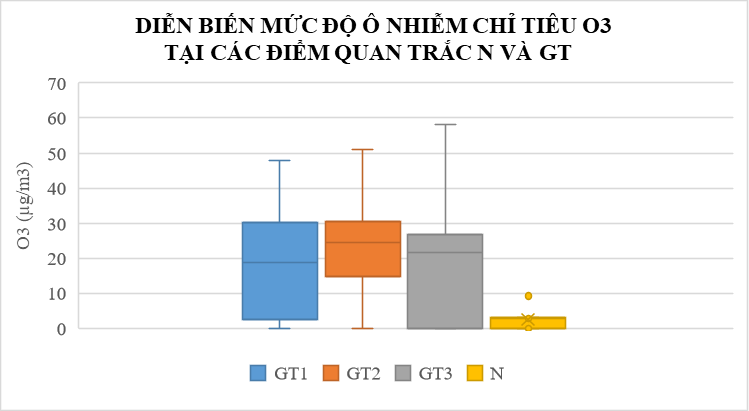 DIỄN BIẾN MỨC ĐỘ Ô NHIỄM CHỈ TIÊU O3
TẠI CÁC ĐIỂM QUAN TRẮC N VÀ GT
70
60
50
40
30
20
10
0
O3 (µg/m3)
GT1 GT2 GT3 N